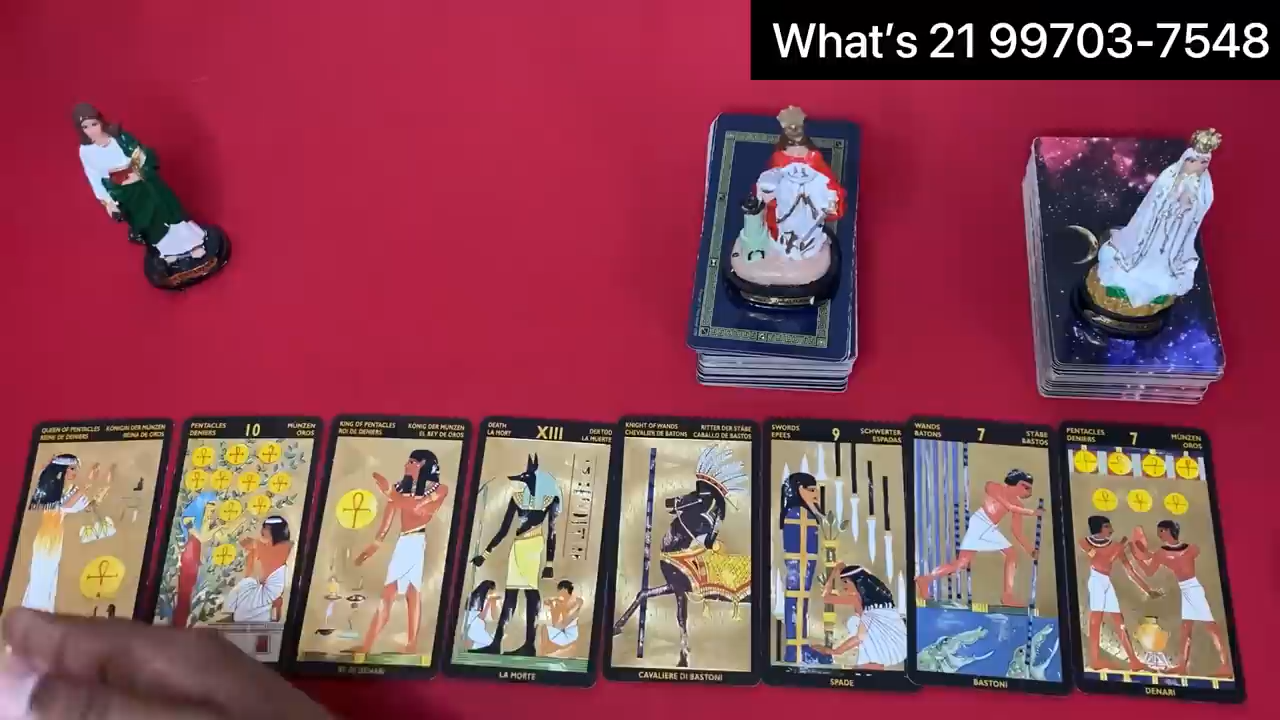 What's 21 99703-7548
QUEEN OF PENTACLES KÖNIGIN DER MÜNZEN
REINE DE DENIERS REINA DE OROS
PENTACLES 10 MÜNZEN
DENIERS OROS
KING OF PENTACLES KÖNIG DER MÜNZEN
ROI DE DENIERS EL REY DE OROS
RE DI DENARI
DEATH XIII DER TOD
LA MORT LA MUERTE
LA MORTE
KNIGHT OF WANDS RITTER DER STÄBE
CHEVALIER DE BATONS CABALLO DE BASTOS
CAVALIERE DI BASTONI
SWORDS 9 SCHWERTER
EPEES ESPADAS
SPADE
WANDS 7 STÄBE
BATONS BASTOS
BASTONI
PENTACLES 7 MÜNZEN
DENIERS OROS
DENARI